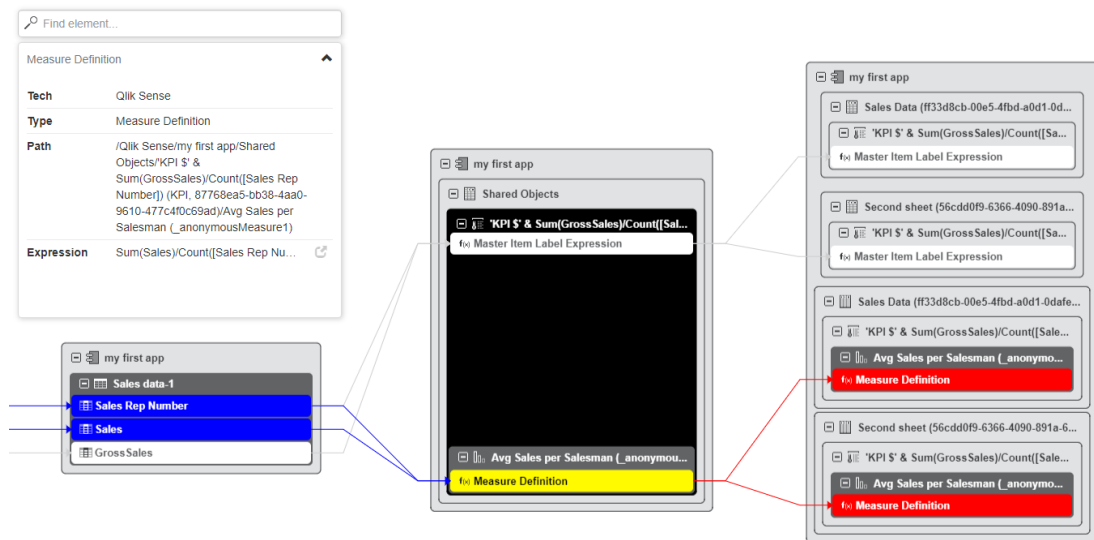 Find element...
Measure Definition
Tech Qlik Sense
Type Measure Definition
Path /Qlik Sense/my first app/Shared
Objects/'KPI $' &
Sum(GrossSales)/Count([Sales Rep
Number]) (KPI, 87768ea5-bb38-4aa0-
9610-477c4f0c69ad)/Avg Sales per
Salesman (_anonymousMeasure1)
Expression Sum(Sales)/Count([Sales Rep Nu...
my first app
Sales data-1
Sales Rep Number
Sales
GrossSales
my first app
Shared Objects
'KPI $' & Sum(GrossSales)/Count([Sal...
f(x) Master Item Label Expression
Avg Sales per Salesman (_anonymou...
f(x) Measure Definition
my first app
Sales Data (ff33d8cb-00e5-4fbd-a0d1-0d...
'KPI $' & Sum(GrossSales)/Count([Sa...
f(x) Master Item Label Expression
Second sheet (56cdd0f9-6366-4090-891a...
'KPI $' & Sum(GrossSales)/Count([Sa...
f(x) Master Item Label Expression
Sales Data (ff33d8cb-00e5-4fbd-a0d1-0dafe...
'KPI $' & Sum(GrossSales)/Count([Sale...
Avg Sales per Salesman (_anonymo...
f(x) Measure Definition
Second sheet (56cdd0f9-6366-4090-891a-6...
'KPI $' & Sum(GrossSales)/Count([Sale...
Avg Sales per Salesman (_anonymo...
f(x) Measure Definition